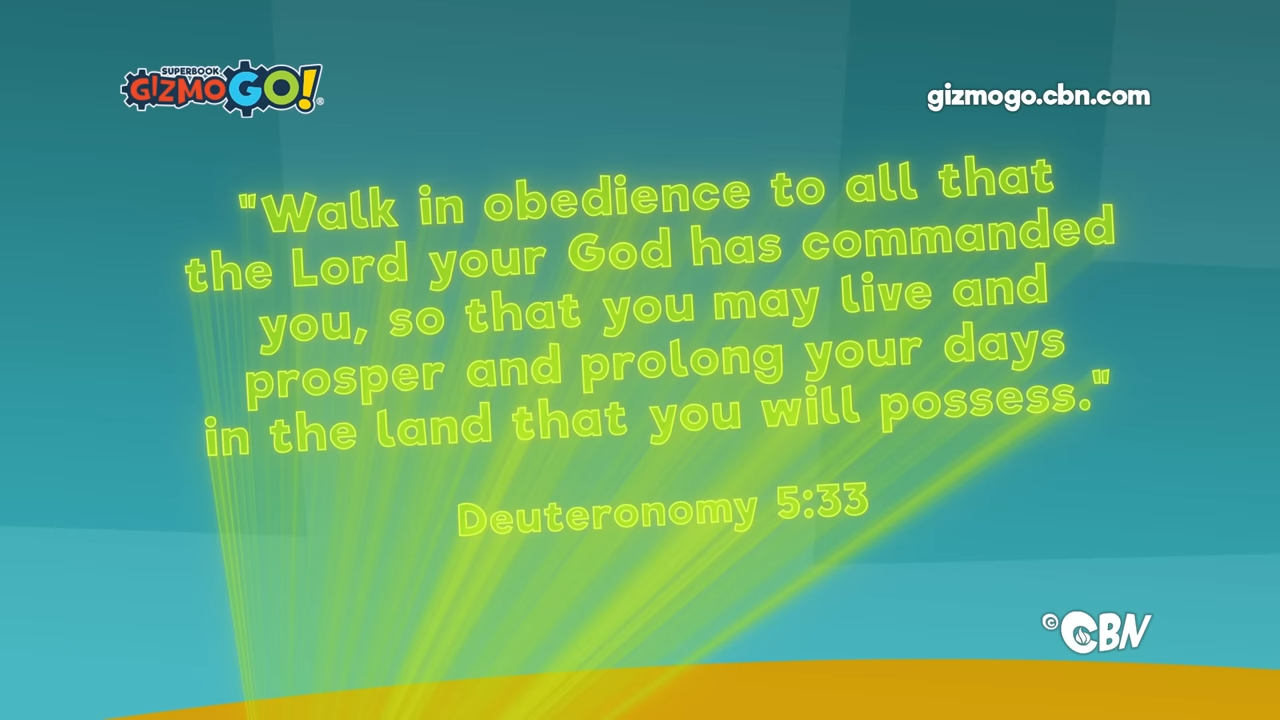 SUPERBOOK
GIZMOGO!®
gizmogo.cbn.com
"Walk in obedience to all that
the Lord your God has commanded
you, so that you may live and
prosper and prolong your days
in the land that you will possess."
Deuteronomy 5:33
©CBN